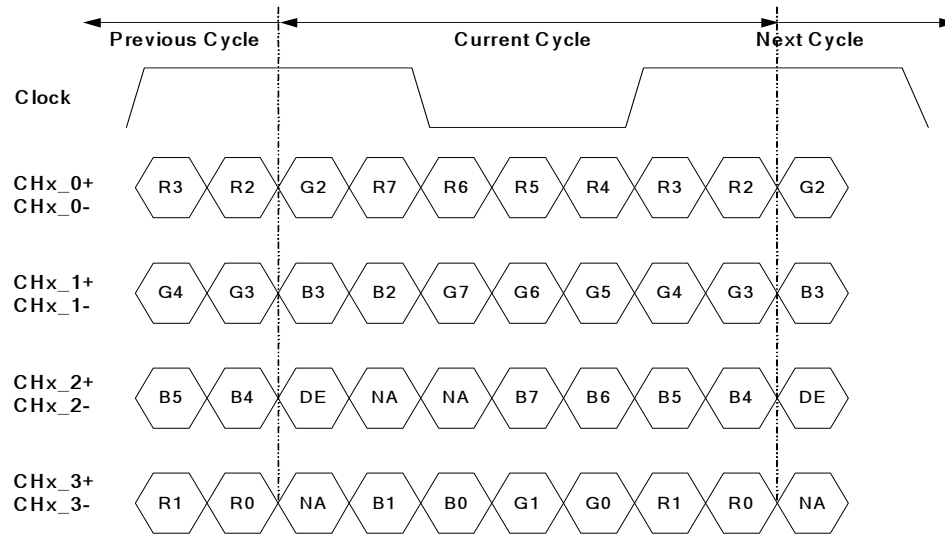 Previous Cycle Current Cycle Next Cycle
Clock
CHx_0+
CHx_0-
R3 R2 G2 R7 R6 R5 R4 R3 R2 G2
CHx_1+
CHx_1-
G4 G3 B3 B2 G7 G6 G5 G4 G3 B3
CHx_2+
CHx_2-
B5 B4 DE NA NA B7 B6 B5 B4 DE
CHx_3+
CHx_3-
R1 R0 NA B1 B0 G1 G0 R1 R0 NA